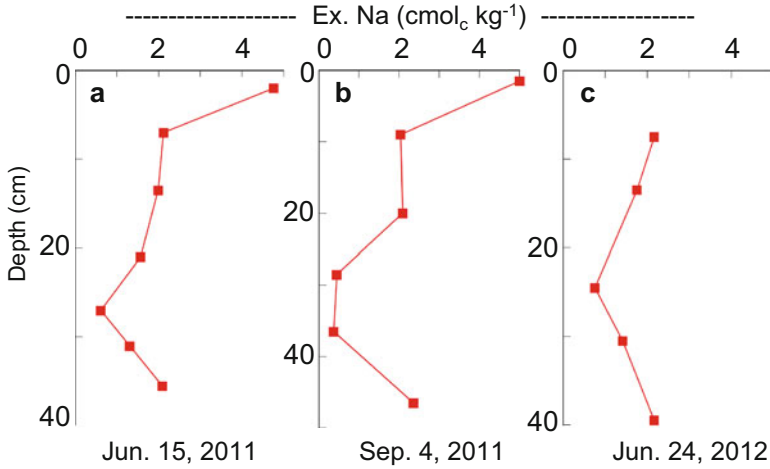 Ex. Na (cmolc kg-1)
0 2 4 0 2 4 0 2 4
0 0 0
a b c
20 20 20
40 40 40
Depth (cm)
Jun. 15, 2011 Sep. 4, 2011 Jun. 24, 2012